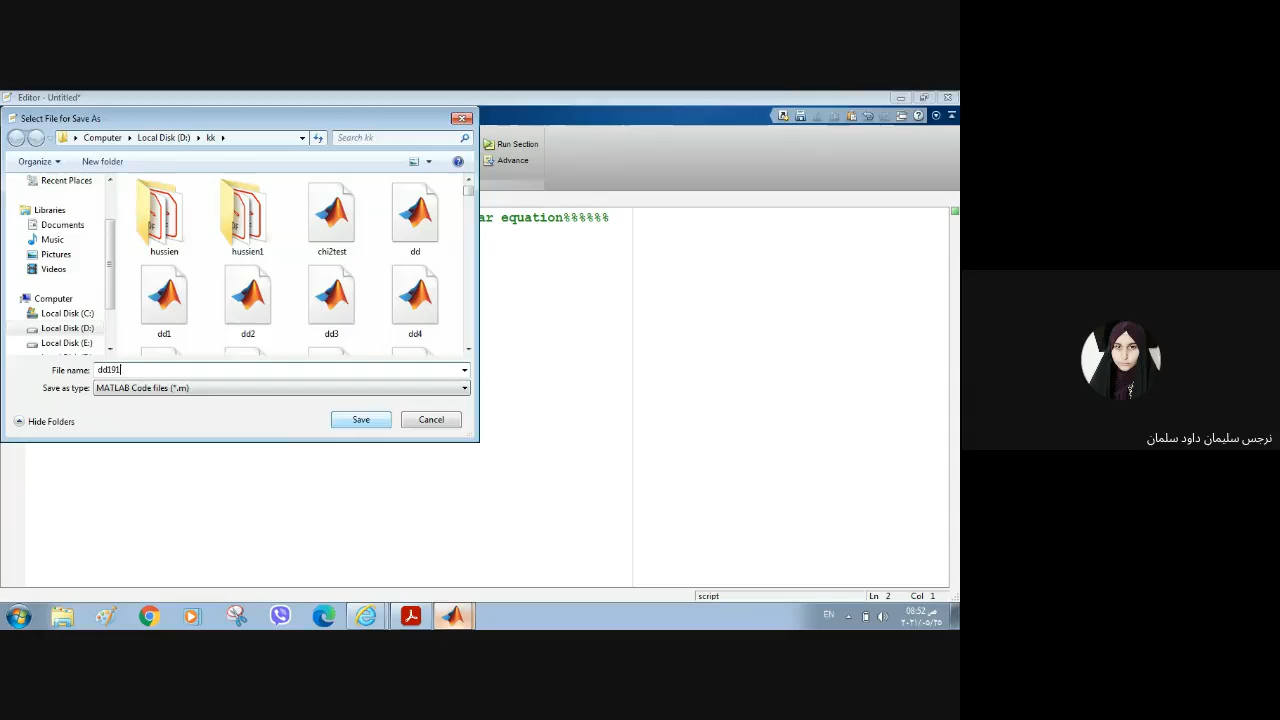 Editor - Untitled*
Select File for Save As
Computer
Local Disk (D:)
kk
Search kk
Organize
New folder
Run Section
Advance
Recent Places
Libraries
Documents
Music
Pictures
Videos
Computer
Local Disk (C:)
Local Disk (D:)
Local Disk (E:)
hussien
hussien1
chi2test
dd
dd1
dd2
dd3
dd4
ar equation%%%%%%
File name:
dd191
Save as type:
MATLAB Code files (*.m)
Hide Folders
Save
Cancel
نرجس سليمان داود سلمان
script
Ln 2
Col 1
EN
08:52 ص
٢٠٢١/٠٥/٢٥